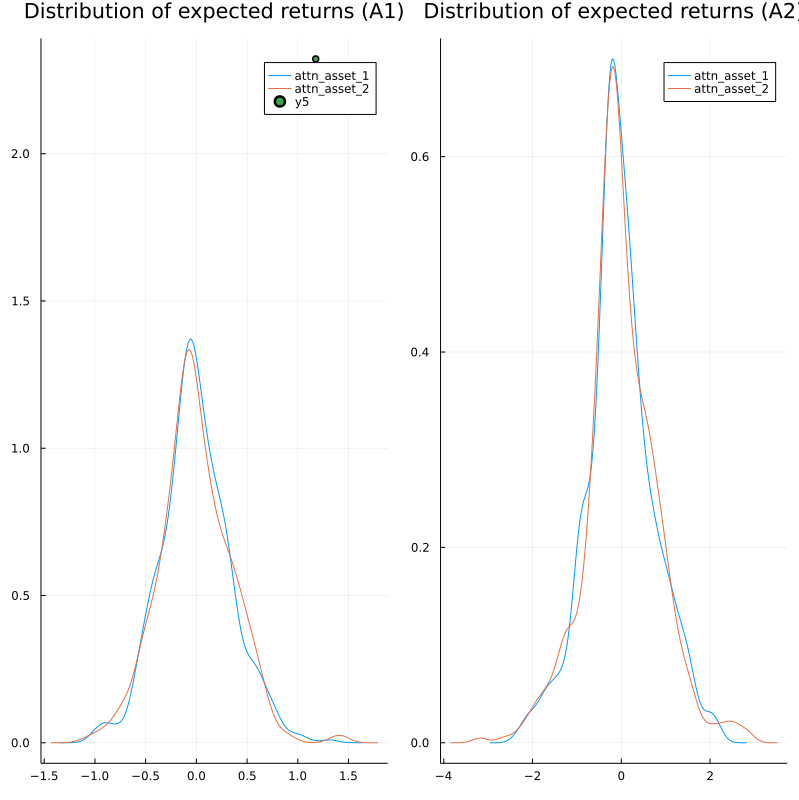 Distribution of expected returns (A1)
Distribution of expected returns (A2)
attn_asset_1
attn_asset_2
y5
attn_asset_1
attn_asset_2
2.0
1.5
1.0
0.5
0.0
−1.5 −1.0 −0.5 0.0 0.5 1.0 1.5
0.6
0.4
0.2
0.0
−4 −2 0 2